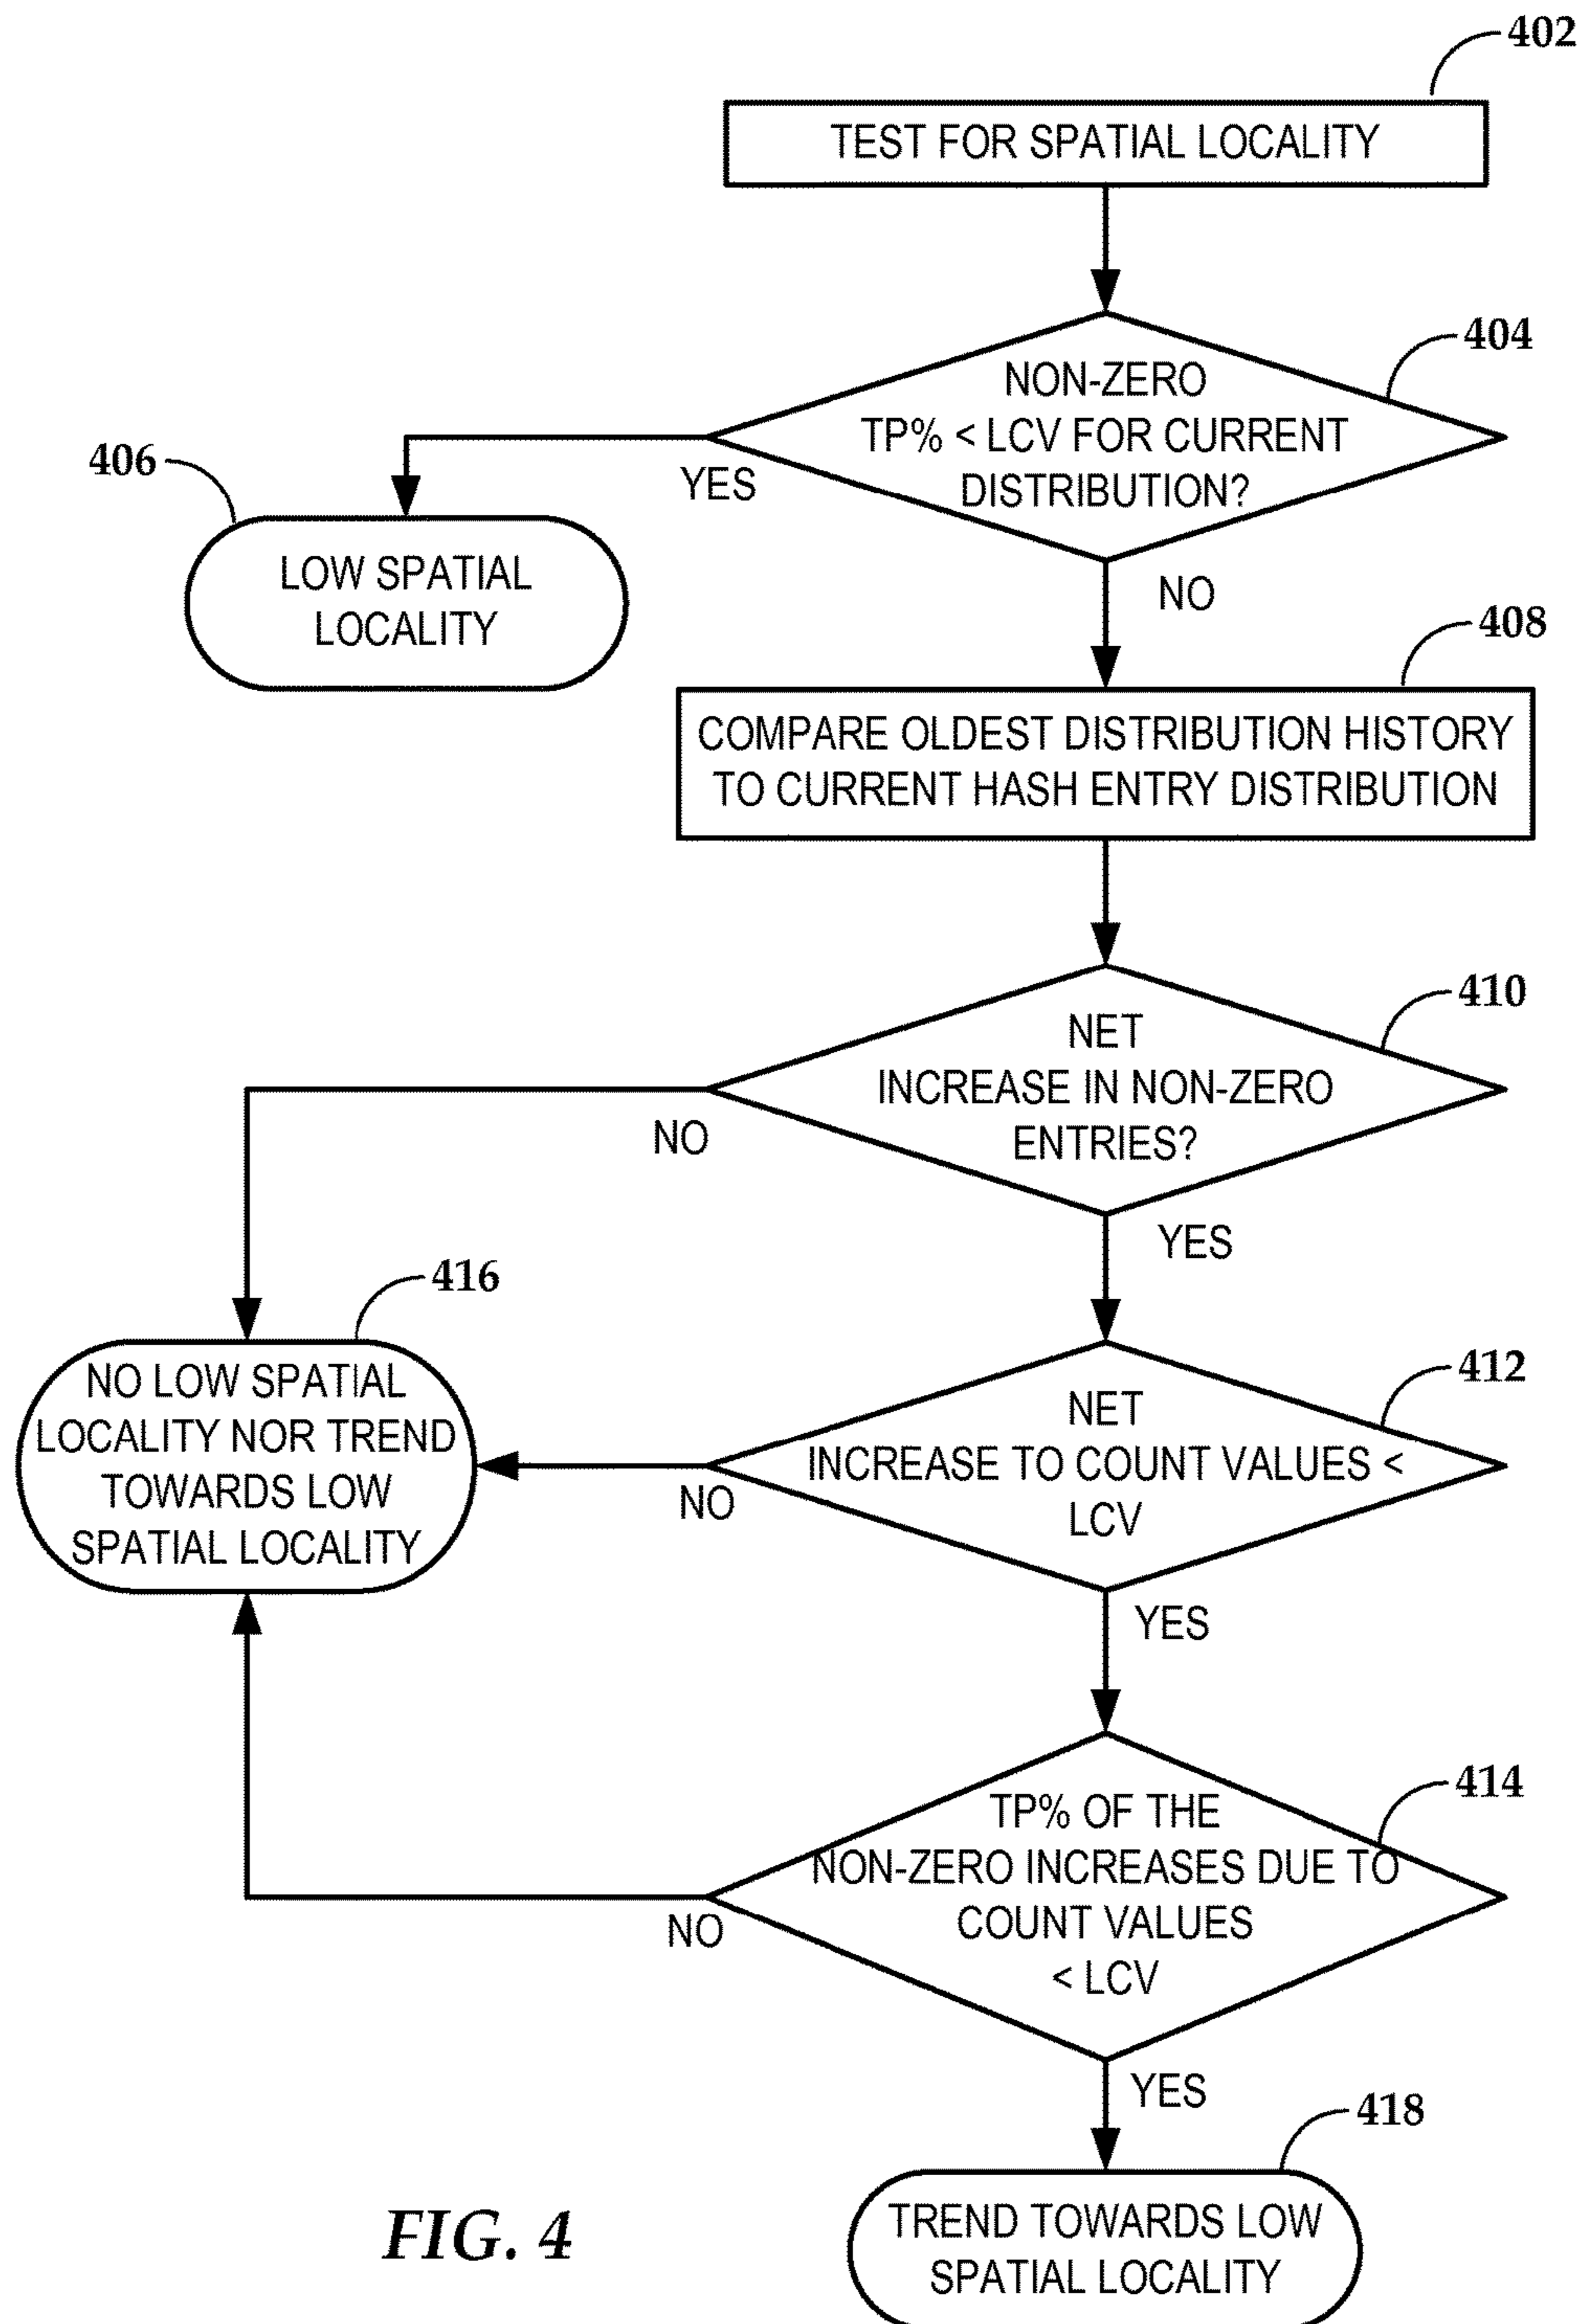 402
TEST FOR SPATIAL LOCALITY
404
NON-ZERO
TP% < LCV FOR CURRENT
DISTRIBUTION?
YES
NO
406
LOW SPATIAL
LOCALITY
408
COMPARE OLDEST DISTRIBUTION HISTORY
TO CURRENT HASH ENTRY DISTRIBUTION
410
NET
INCREASE IN NON-ZERO
ENTRIES?
NO
YES
416
NO LOW SPATIAL
LOCALITY NOR TREND
TOWARDS LOW
SPATIAL LOCALITY
412
NET
INCREASE TO COUNT VALUES <
LCV
NO
YES
414
TP% OF THE
NON-ZERO INCREASES DUE TO
COUNT VALUES
< LCV
NO
YES
418
TREND TOWARDS LOW
SPATIAL LOCALITY
FIG. 4